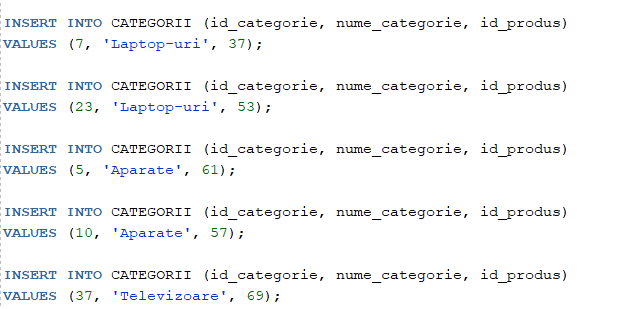 INSERT INTO CATEGORII (id_categorie, nume_categorie, id_produs)
VALUES (7, 'Laptop-uri', 37);
INSERT INTO CATEGORII (id_categorie, nume_categorie, id_produs)
VALUES (23, 'Laptop-uri', 53);
INSERT INTO CATEGORII (id_categorie, nume_categorie, id_produs)
VALUES (5, 'Aparate', 61);
INSERT INTO CATEGORII (id_categorie, nume_categorie, id_produs)
VALUES (10, 'Aparate', 57);
INSERT INTO CATEGORII (id_categorie, nume_categorie, id_produs)
VALUES (37, 'Televizoare', 69);